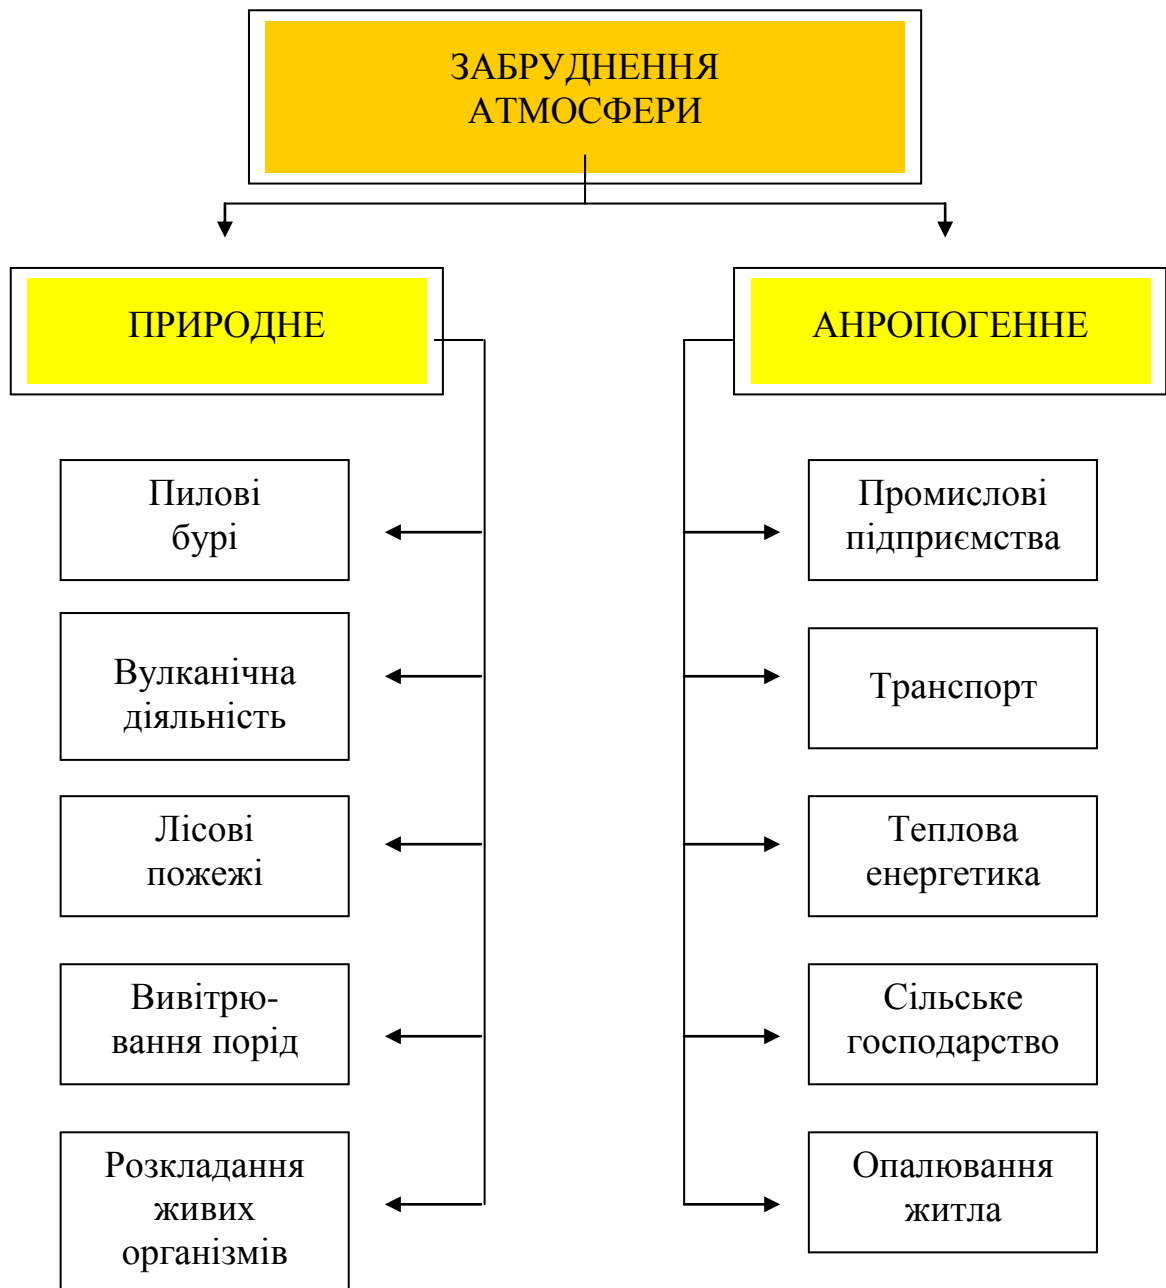 ЗАБРУДНЕННЯ
АТМОСФЕРИ
ПРИРОДНЕ
АНРОПОГЕННЕ
Пилові
бурі
Промислові
підприємства
Вулканічна
діяльність
Транспорт
Лісові
пожежі
Теплова
енергетика
Вивітрю-
вання порід
Сільське
господарство
Розкладання
живих
організмів
Опалювання
житла